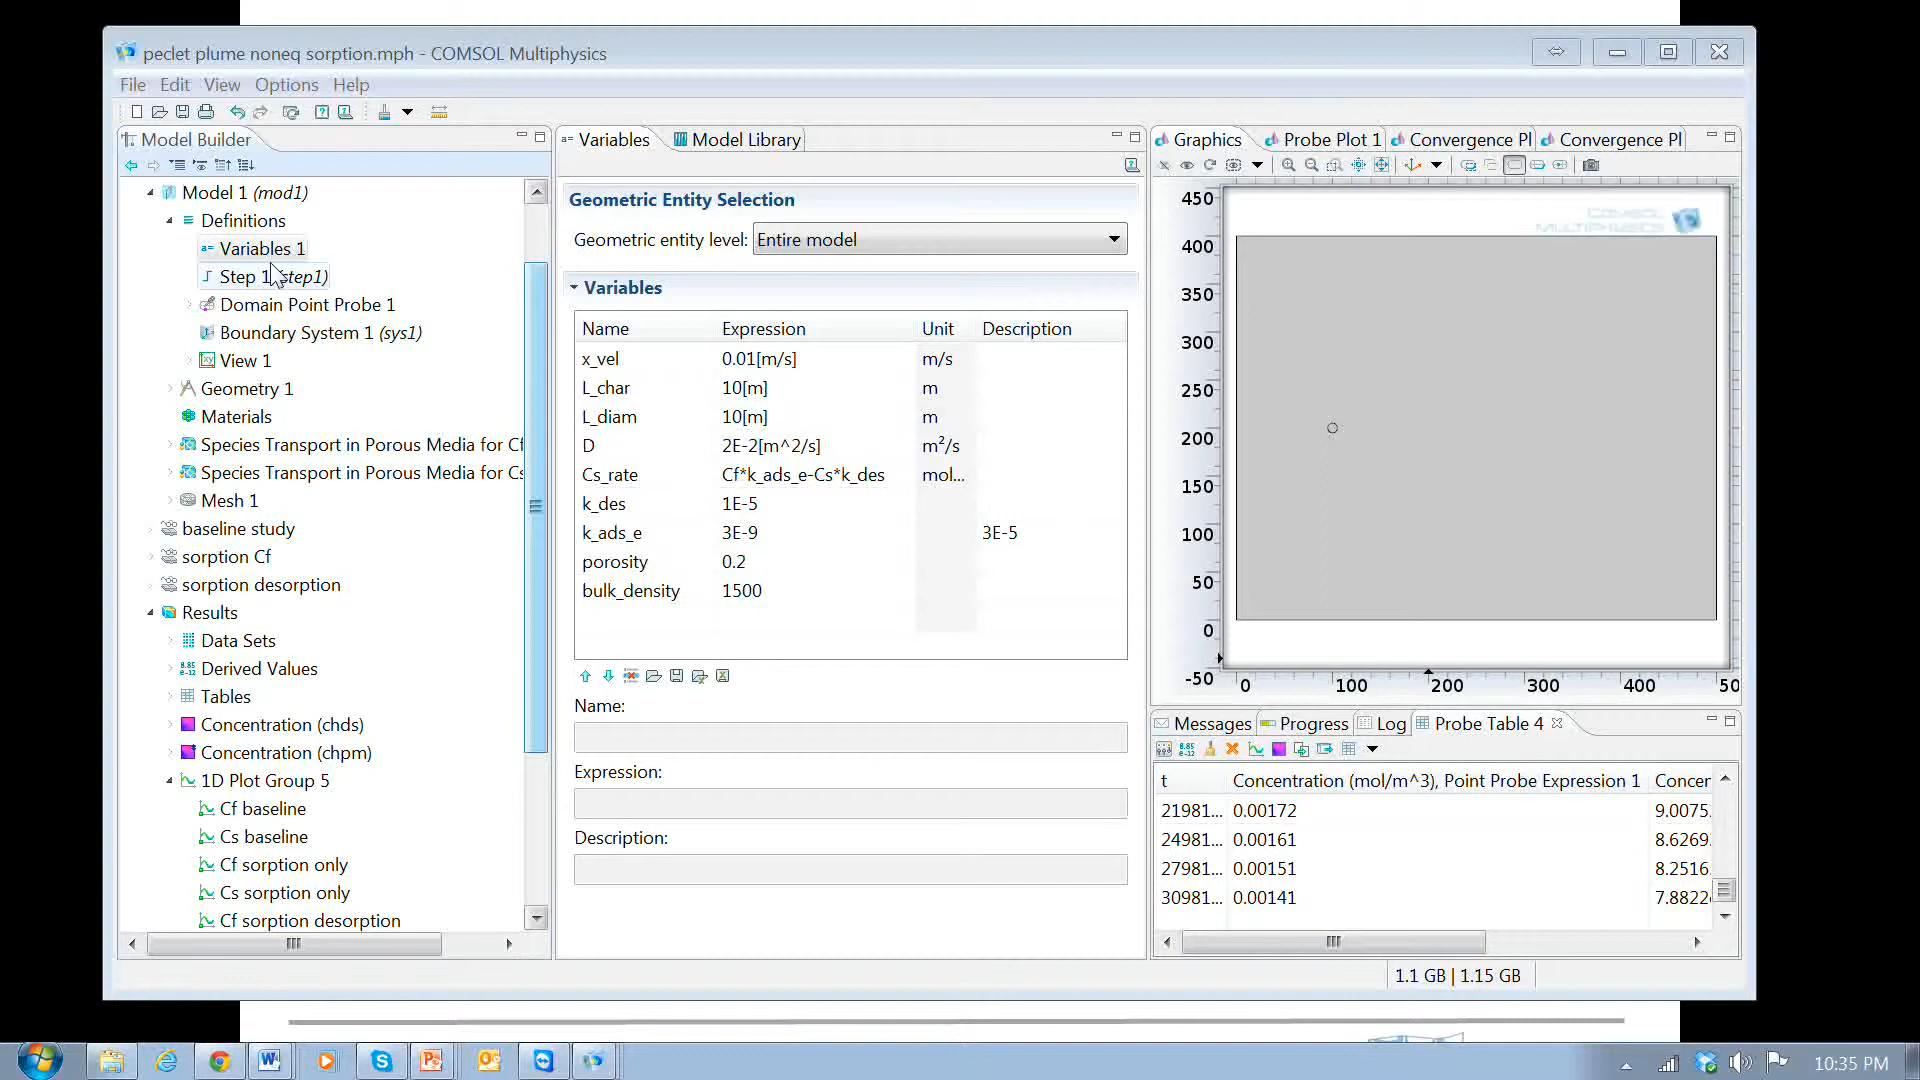 peclet plume noneq sorption.mph - COMSOL Multiphysics
File Edit View Options Help
Model Builder
Model 1 (mod1)
Definitions
a= Variables 1
Step 1 (step1)
Domain Point Probe 1
Boundary System 1 (sys1)
View 1
Geometry 1
Materials
Species Transport in Porous Media for Cf
Species Transport in Porous Media for Cs
Mesh 1
baseline study
sorption Cf
sorption desorption
Results
Data Sets
8.85 e-12 Derived Values
Tables
Concentration (chds)
Concentration (chpm)
1D Plot Group 5
Cf baseline
Cs baseline
Cf sorption only
Cs sorption only
Cf sorption desorption
a= Variables Model Library
Geometric Entity Selection
Geometric entity level: Entire model
Variables
Name Expression Unit Description
x_vel 0.01[m/s] m/s
L_char 10[m] m
L_diam 10[m] m
D 2E-2[m^2/s] m²/s
Cs_rate Cf*k_ads_e-Cs*k_des mol...
k_des 1E-5
k_ads_e 3E-9 3E-5
porosity 0.2
bulk_density 1500
Name:
Expression:
Description:
Graphics Probe Plot 1 Convergence Pl Convergence Pl
COMSOL
MULTIPHYSICS
450
400
350
300
250
200
150
100
50
0
-50
0 100 200 300 400 50
Messages Progress Log Probe Table 4
8.85 e-12
t Concentration (mol/m^3), Point Probe Expression 1 Concer
21981... 0.00172 9.0075
24981... 0.00161 8.6269
27981... 0.00151 8.2516
30981... 0.00141 7.8822
1.1 GB | 1.15 GB
10:35 PM